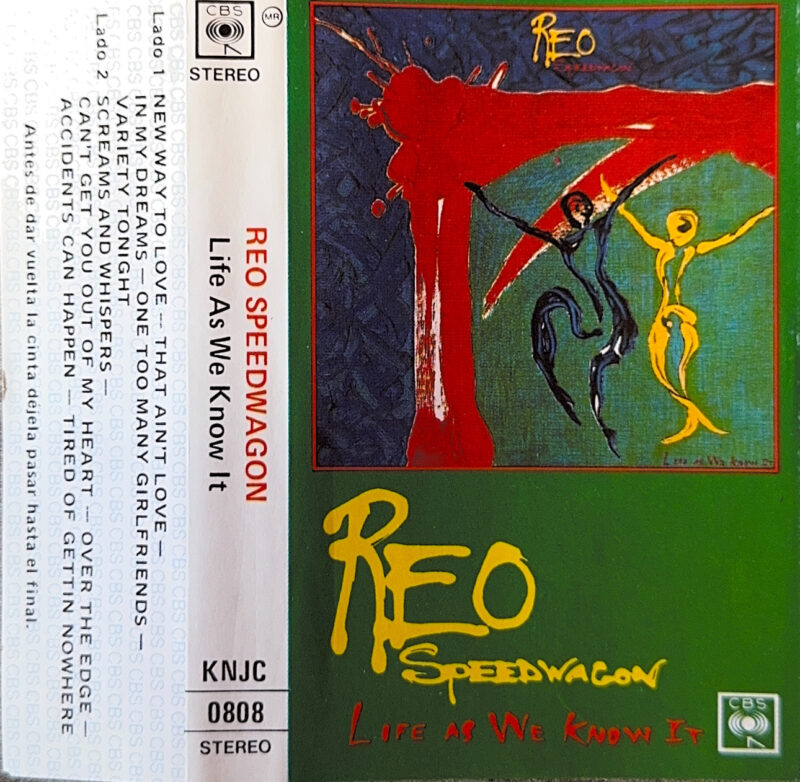 Lado 1 NEW WAY TO LOVE — THAT AIN'T LOVE —
IN MY DREAMS — ONE TOO MANY GIRLFRIENDS —
VARIETY TONIGHT
Lado 2 SCREAMS AND WHISPERS —
CAN'T GET YOU OUT OF MY HEART — OVER THE EDGE —
ACCIDENTS CAN HAPPEN — TIRED OF GETTIN NOWHERE
Antes de dar vuelta la cinta déjela pasar hasta el final.
CBS
MR
STEREO
REO SPEEDWAGON
Life As We Know It
KNJC
0808
STEREO
REO
SPEEDWAGON
LIFE AS WE KNOW IT
REO
SPEEDWAGON
LIFE AS WE KNOW IT
CBS